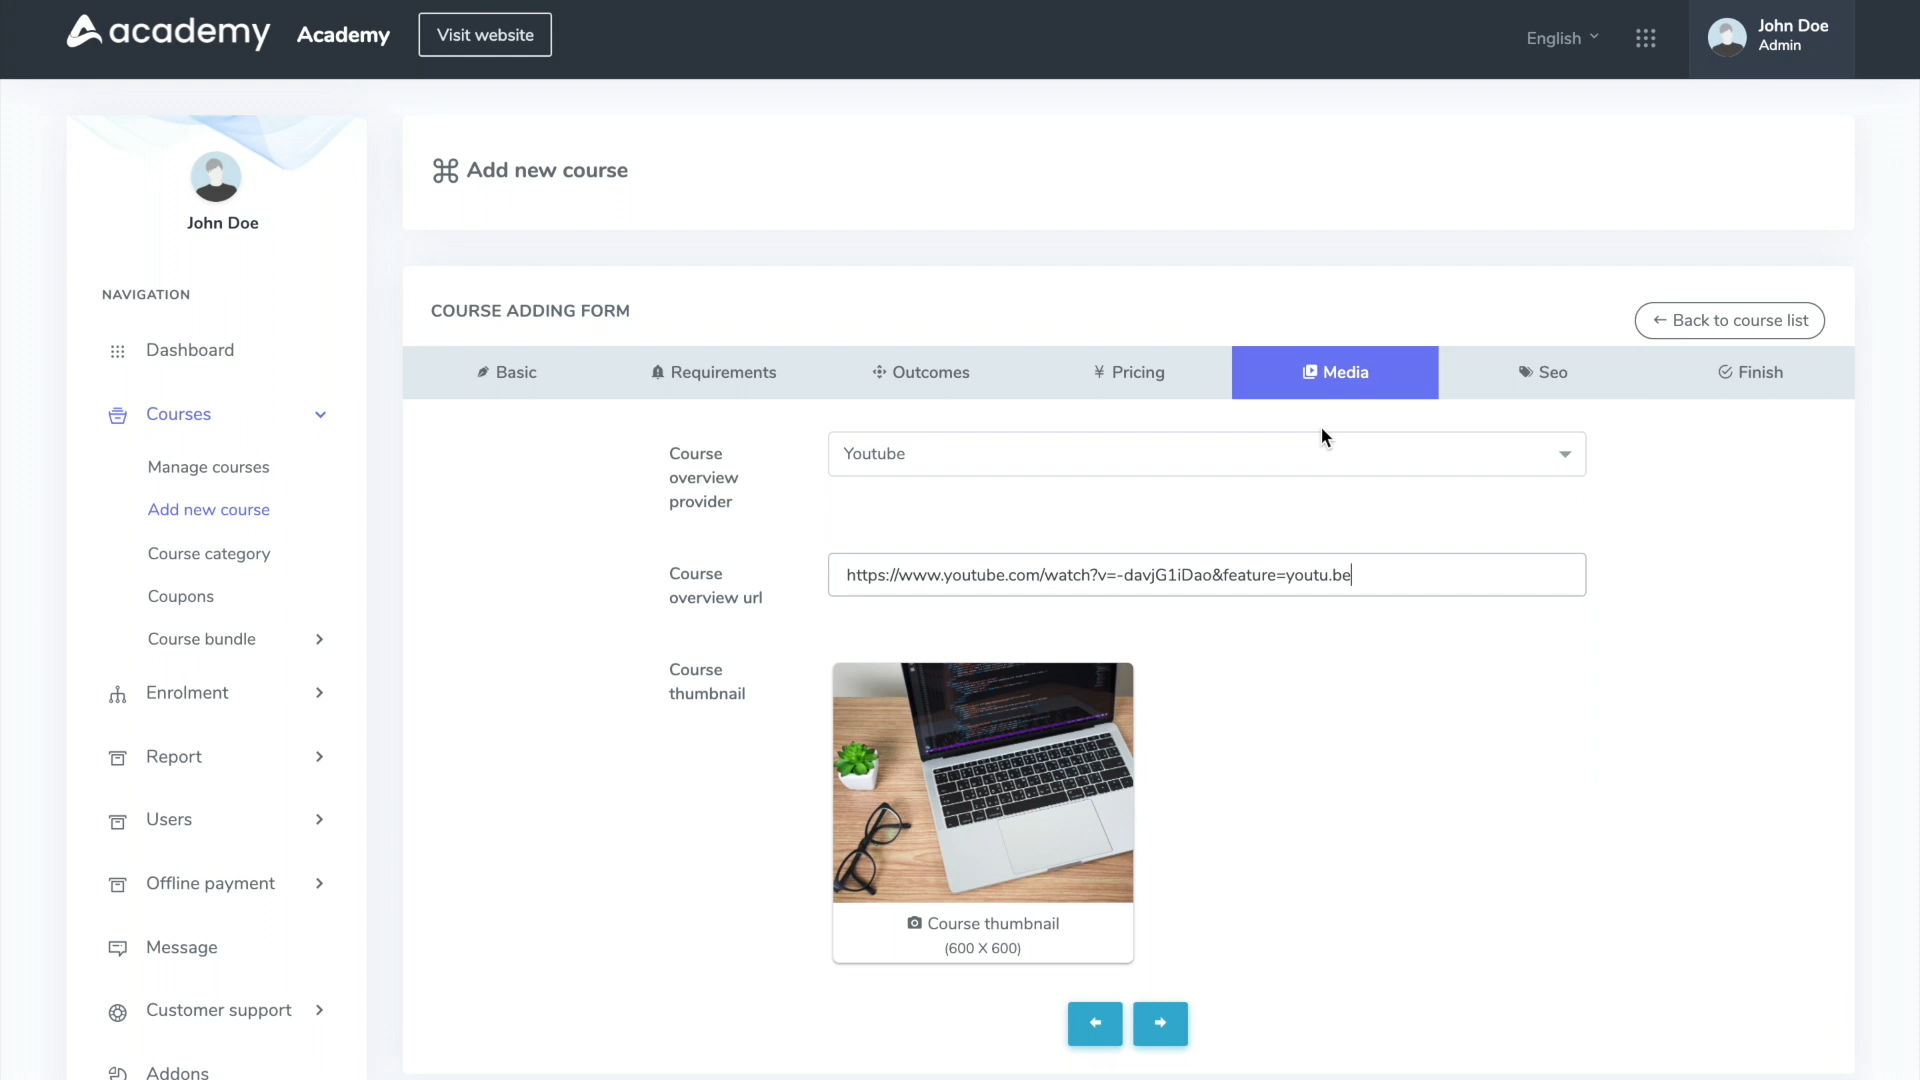 academy Academy Visit website English John Doe
Admin
John Doe
NAVIGATION
Dashboard
Courses
Manage courses
Add new course
Course category
Coupons
Course bundle
Enrolment
Report
Users
Offline payment
Message
Customer support
Addons
Add new course
COURSE ADDING FORM
← Back to course list
Basic Requirements Outcomes ¥ Pricing Media Seo Finish
Course
overview
provider
Youtube
Course
overview url
https://www.youtube.com/watch?v=-davjG1iDao&feature=youtu.be
Course
thumbnail
Course thumbnail
(600 X 600)